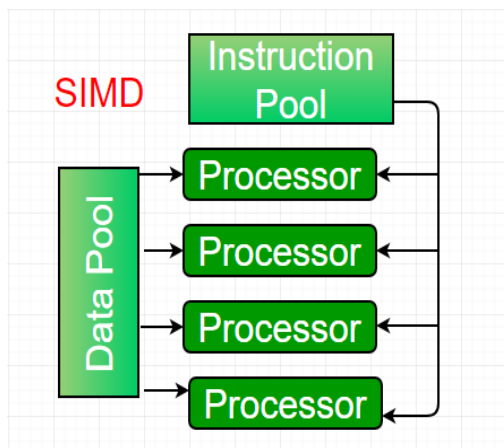 Instruction
Pool
SIMD
Processor
Data Pool
Processor
Processor
Processor